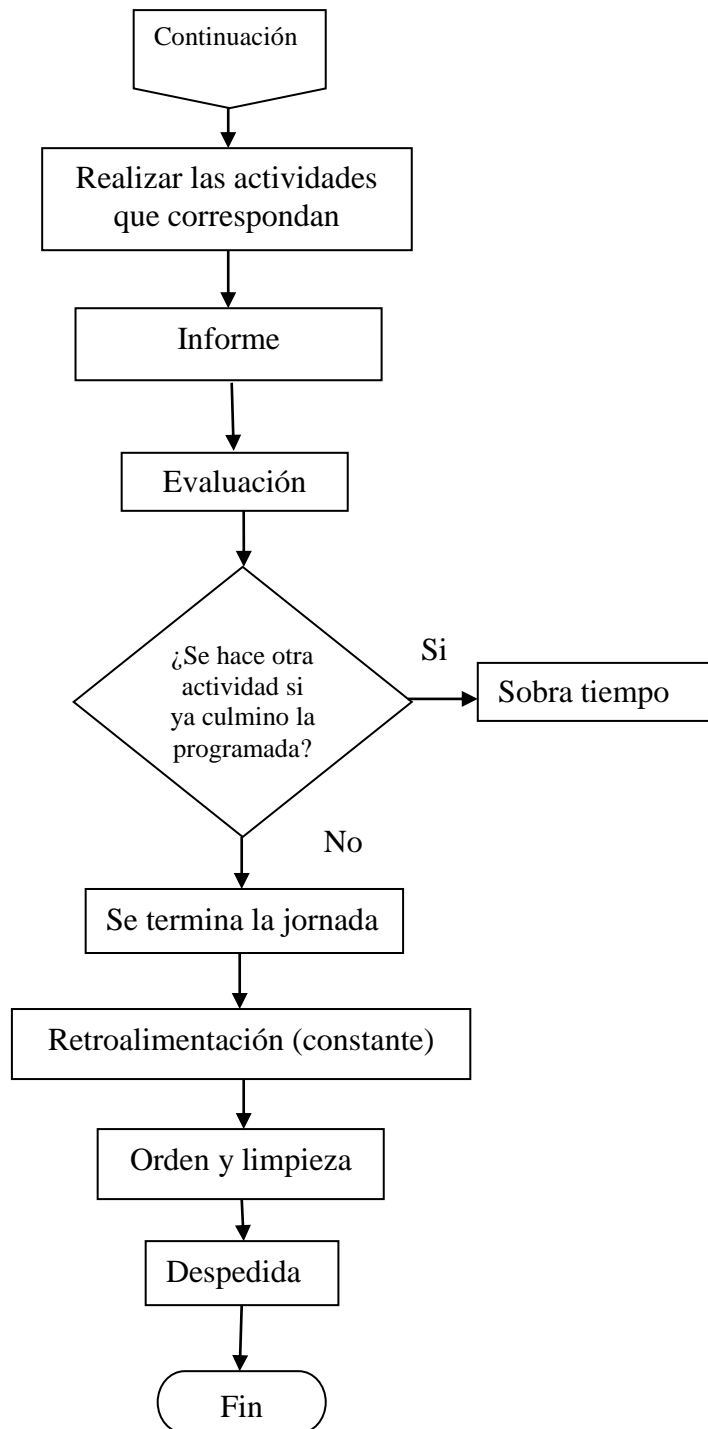 Continuación
Realizar las actividades
que correspondan
Informe
Evaluación
¿Se hace otra
actividad si
ya culmino la
programada?
Si
Sobra tiempo
No
Se termina la jornada
Retroalimentación (constante)
Orden y limpieza
Despedida
Fin